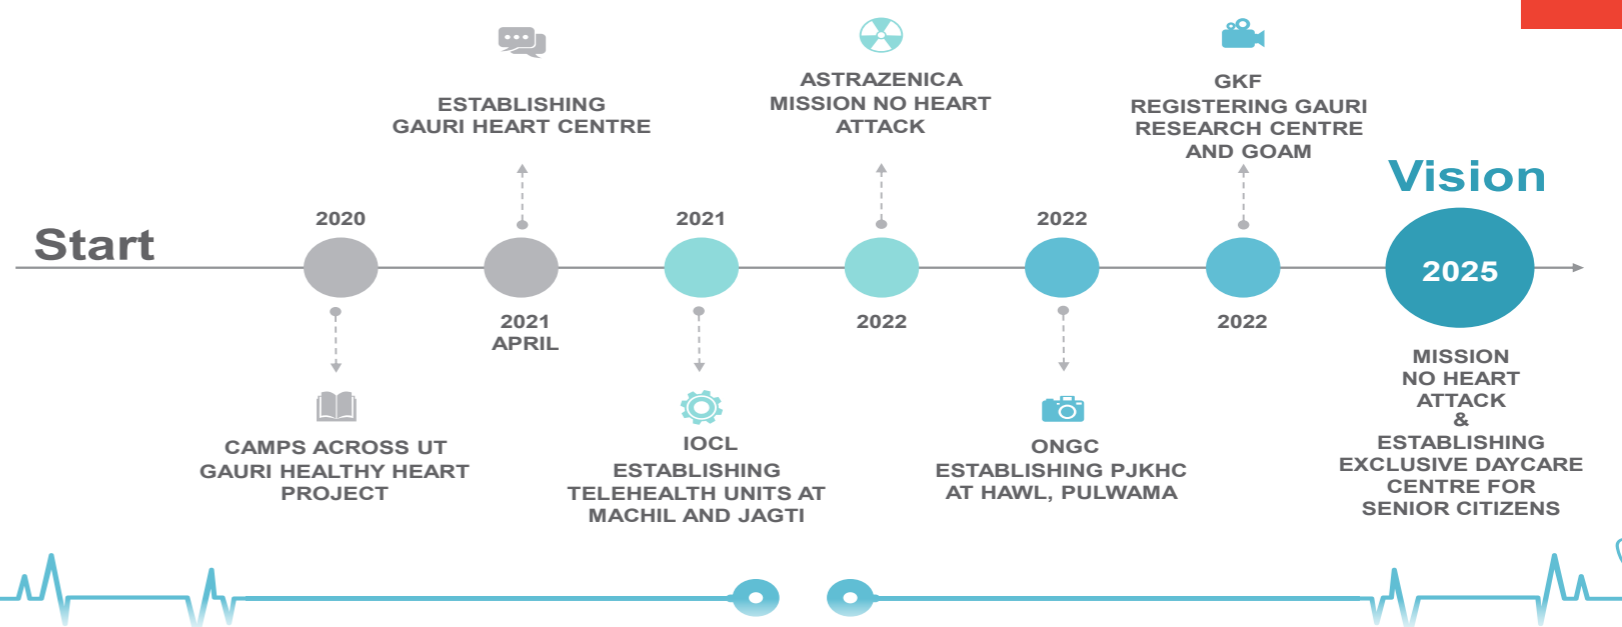 Start
2020
CAMPS ACROSS UT
GAURI HEALTHY HEART
PROJECT
ESTABLISHING
GAURI HEART CENTRE
2021
APRIL
2021
IOCL
ESTABLISHING
TELEHEALTH UNITS AT
MACHIL AND JAGTI
ASTRAZENICA
MISSION NO HEART
ATTACK
2022
2022
ONGC
ESTABLISHING PJKHC
AT HAWL, PULWAMA
GKF
REGISTERING GAURI
RESEARCH CENTRE
AND GOAM
2022
Vision
2025
MISSION
NO HEART
ATTACK
&
ESTABLISHING
EXCLUSIVE DAYCARE
CENTRE FOR
SENIOR CITIZENS